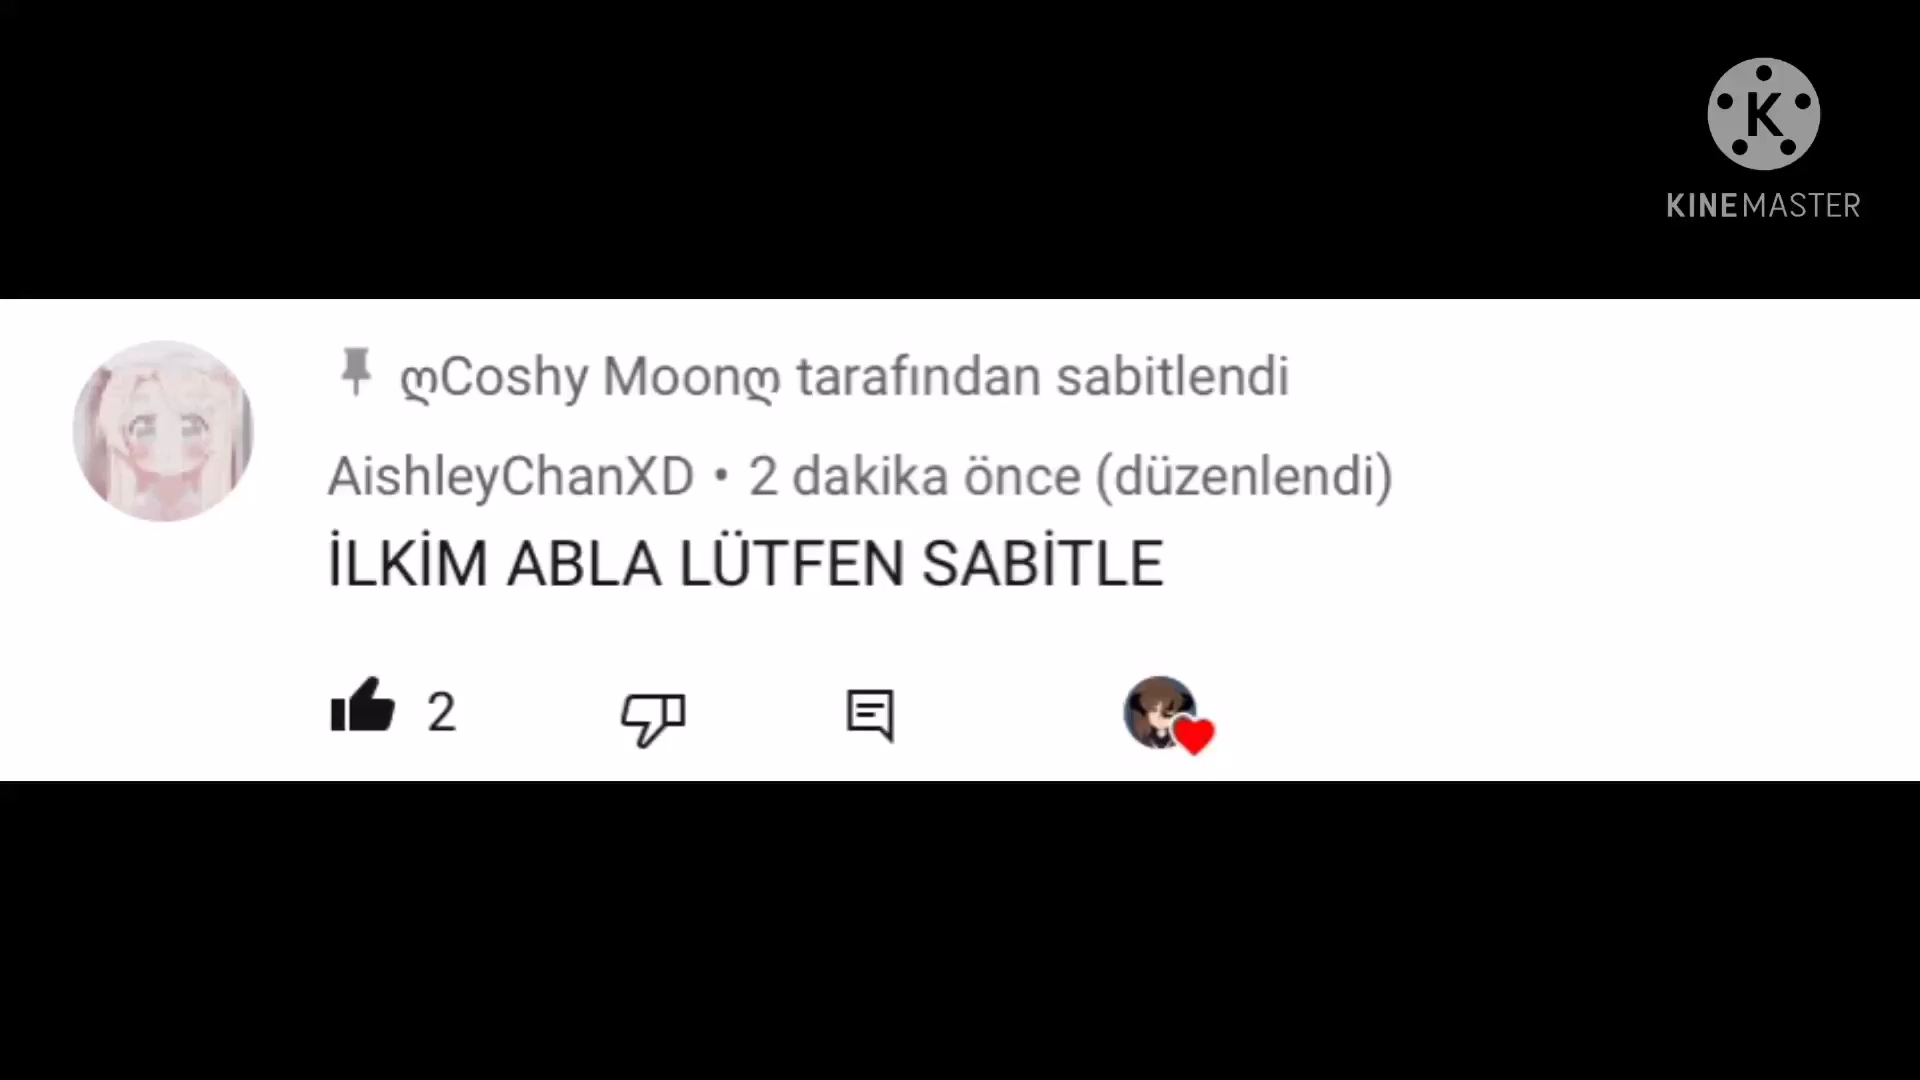 K
KINEMASTER
ღCoshy Moonღ tarafından sabitlendi
AishleyChanXD • 2 dakika önce (düzenlendi)
İLKİM ABLA LÜTFEN SABİTLE
2